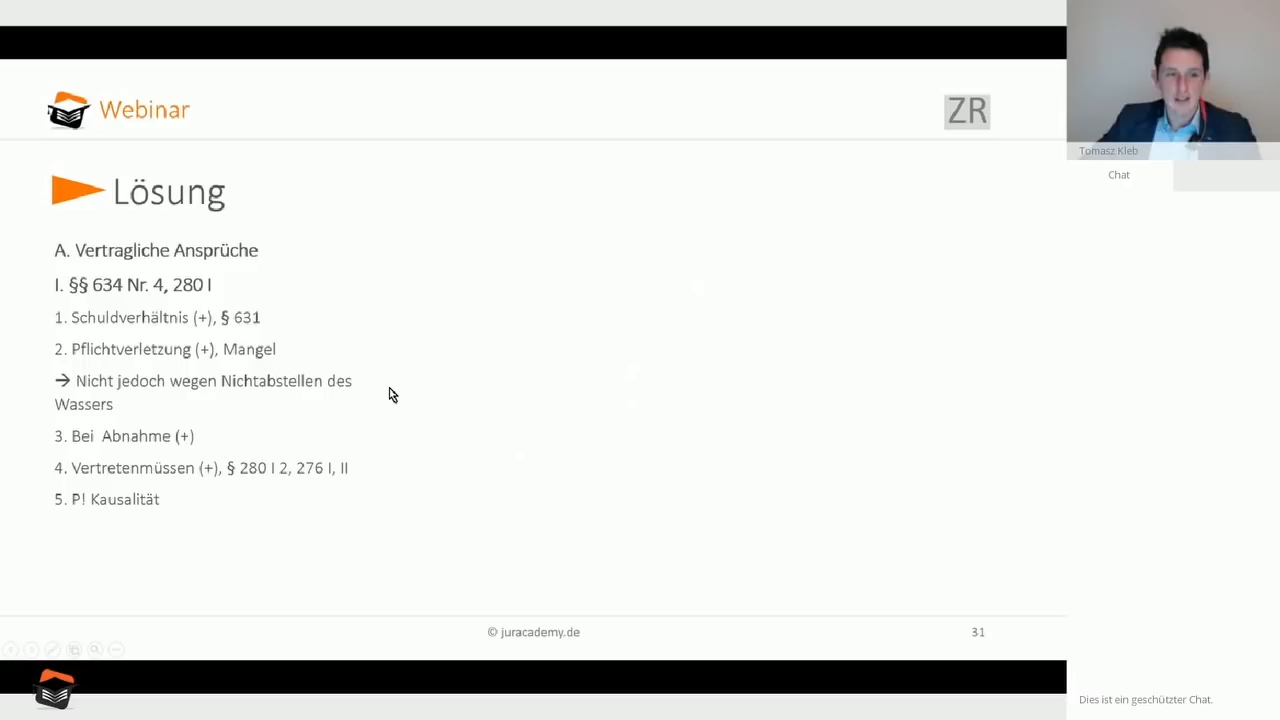 Webinar
ZR
Lösung
A. Vertragliche Ansprüche
I. §§ 634 Nr. 4, 280 I
1. Schuldverhältnis (+), § 631
2. Pflichtverletzung (+), Mangel
→ Nicht jedoch wegen Nichtabstellen des
Wassers
3. Bei Abnahme (+)
4. Vertretenmüssen (+), § 280 I 2, 276 I, II
5. P! Kausalität
© juracademy.de
31
Tomasz Kleb
Chat
Dies ist ein geschützter Chat.